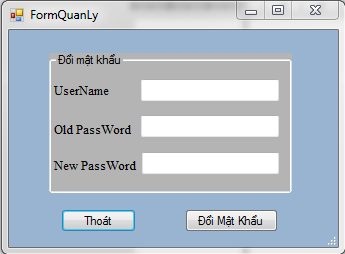 FormQuanLy
Đổi mật khẩu
UserName
Old PassWord
New PassWord
Thoát
Đổi Mật Khẩu